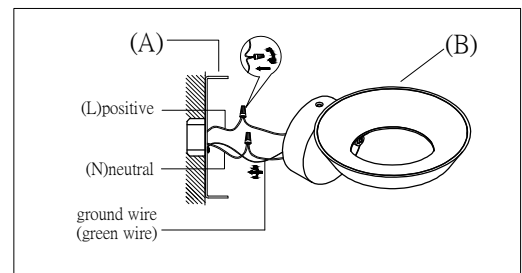 (A)
(B)
(L)positive
(N)neutral
ground wire
(green wire)